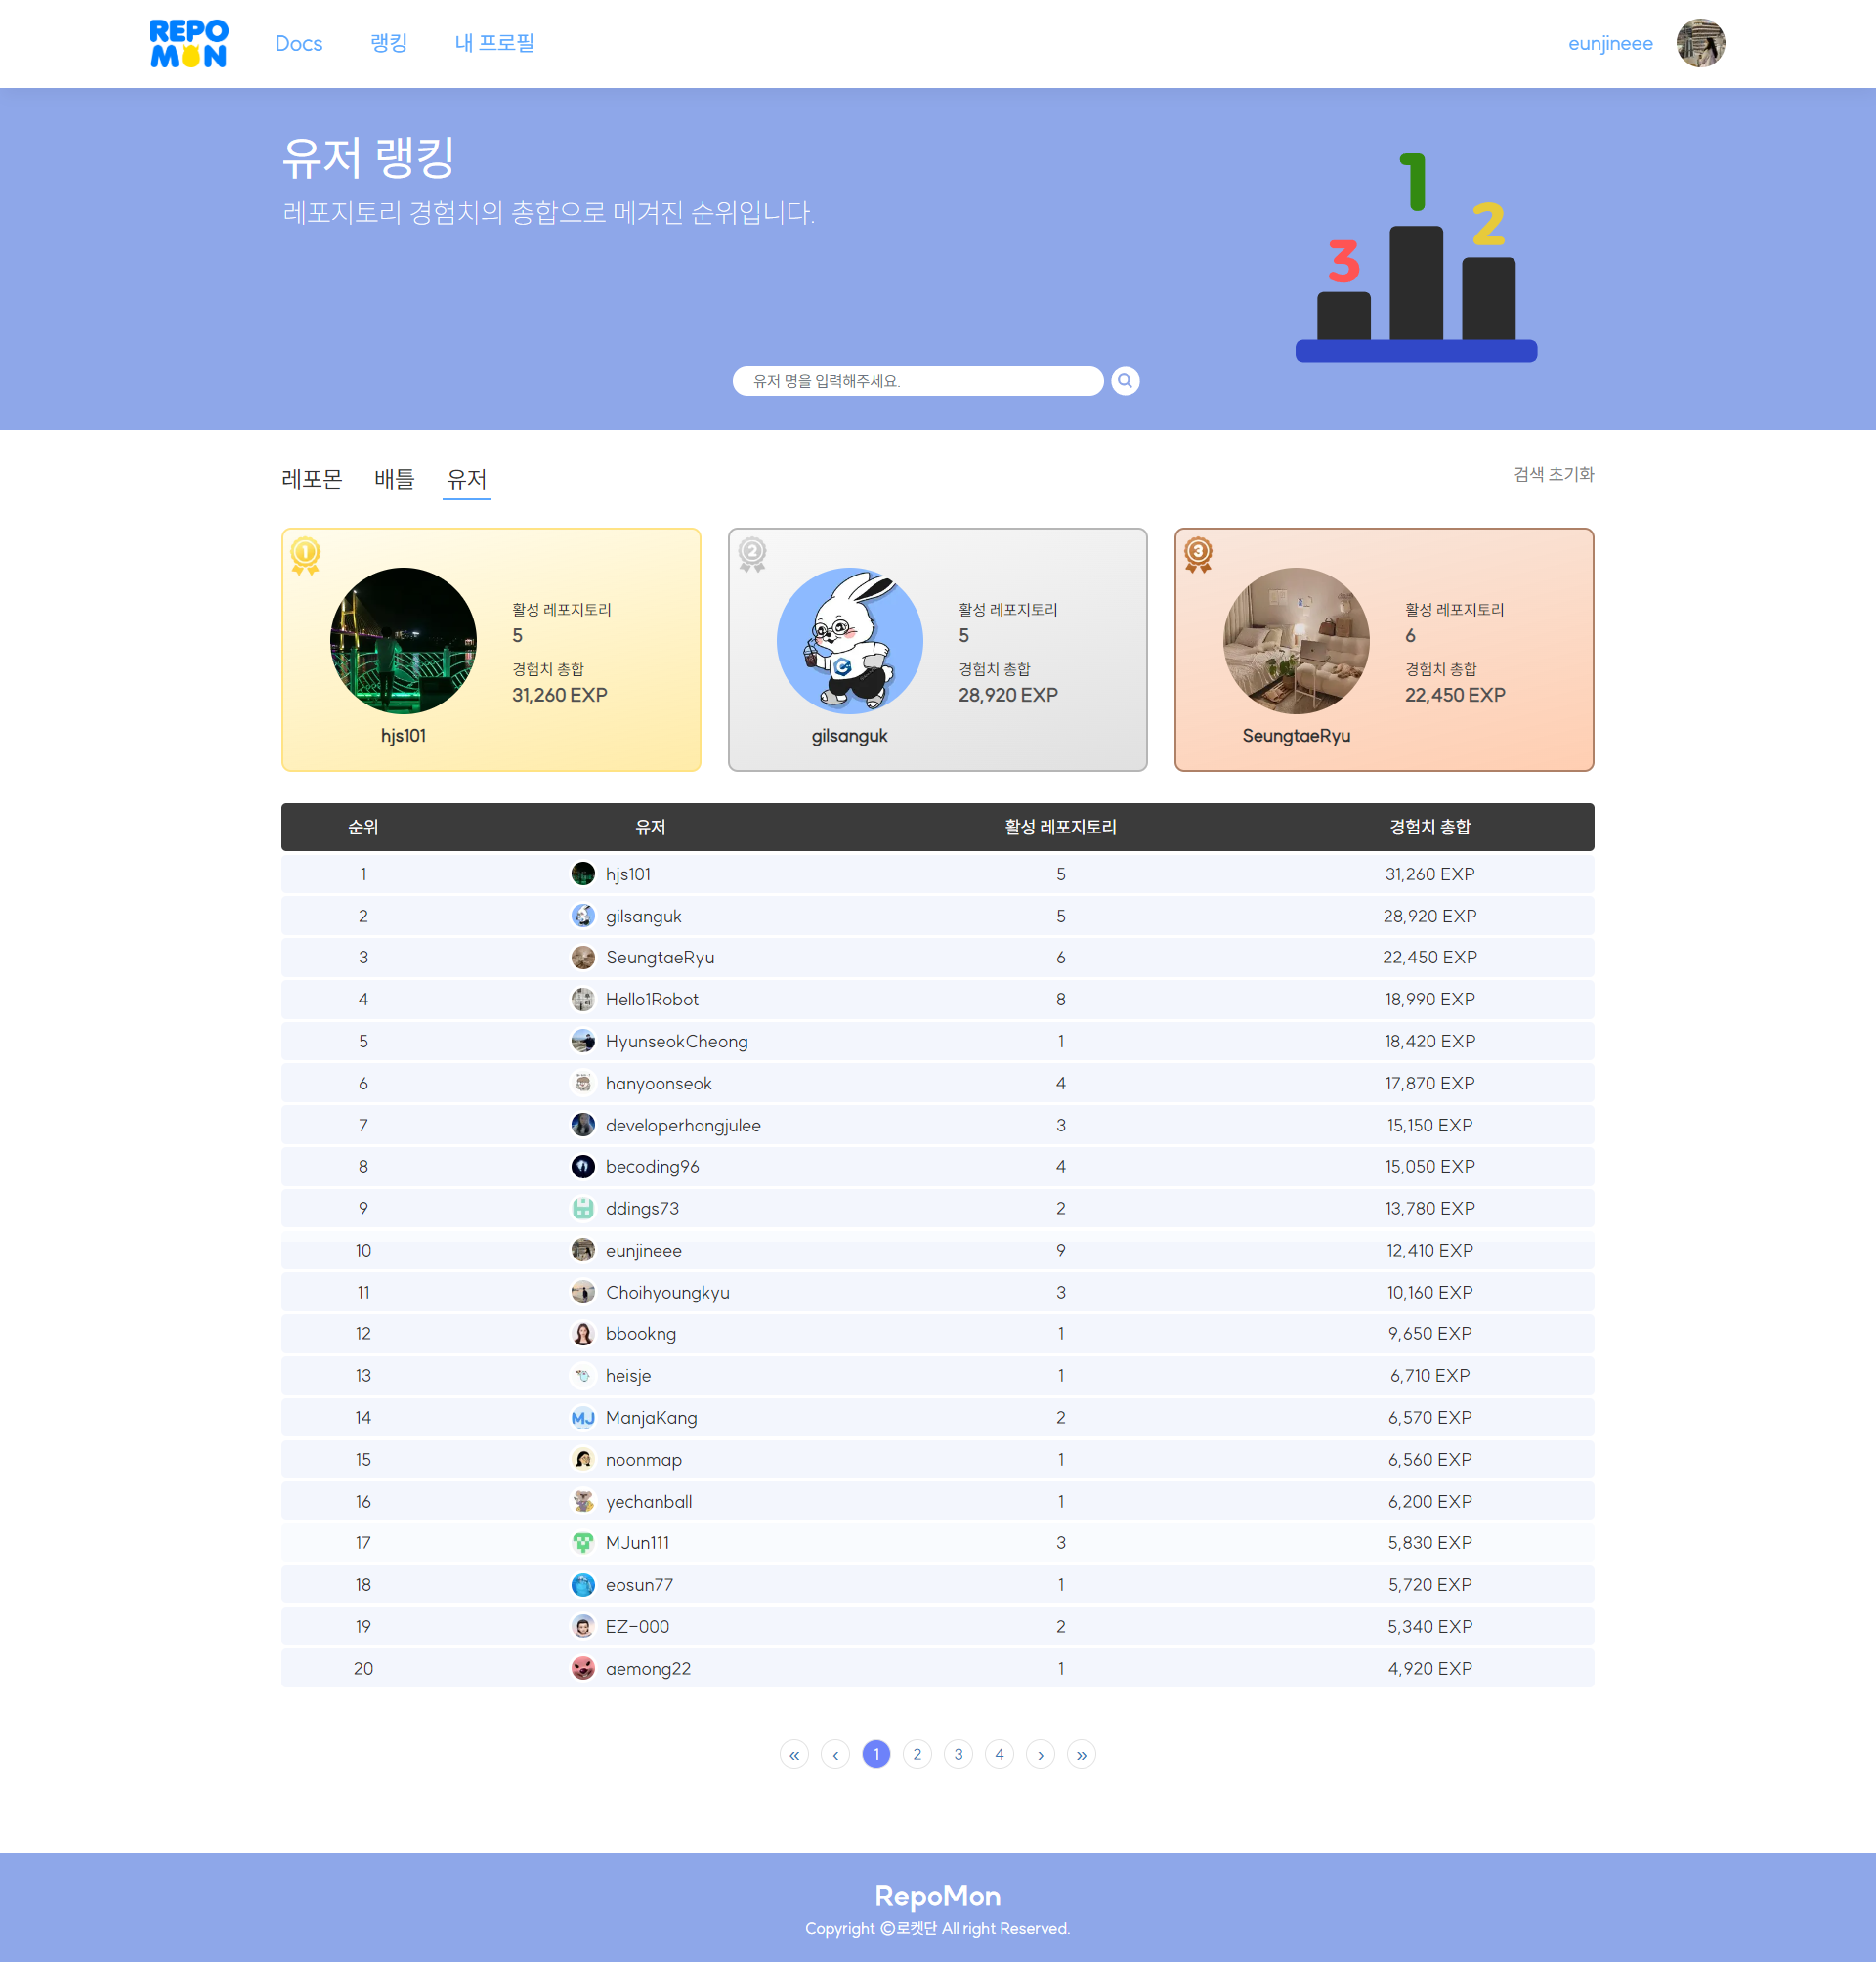 REPO
MON
Docs 랭킹 내 프로필
eunjineee
유저 랭킹
레포지토리 경험치의 총합으로 메겨진 순위입니다.
1
2
3
유저 명을 입력해주세요.
레포몬 배틀 유저
검색 초기화
1
활성 레포지토리
5
경험치 총합
31,260 EXP
hjs101
2
활성 레포지토리
5
경험치 총합
28,920 EXP
gilsanguk
3
활성 레포지토리
6
경험치 총합
22,450 EXP
SeungtaeRyu
순위 유저 활성 레포지토리 경험치 총합
1 hjs101 5 31,260 EXP
2 gilsanguk 5 28,920 EXP
3 SeungtaeRyu 6 22,450 EXP
4 Hello1Robot 8 18,990 EXP
5 HyunseokCheong 1 18,420 EXP
6 hanyoonseok 4 17,870 EXP
7 developerhongjulee 3 15,150 EXP
8 becoding96 4 15,050 EXP
9 ddings73 2 13,780 EXP
10 eunjineee 9 12,410 EXP
11 Choihyoungkyu 3 10,160 EXP
12 bbookng 1 9,650 EXP
13 heisje 1 6,710 EXP
14 MJ ManjaKang 2 6,570 EXP
15 noonmap 1 6,560 EXP
16 yechanball 1 6,200 EXP
17 MJun111 3 5,830 EXP
18 eosun77 1 5,720 EXP
19 EZ-000 2 5,340 EXP
20 aemong22 1 4,920 EXP
« ‹ 1 2 3 4 › »
RepoMon
Copyright ©로켓단 All right Reserved.